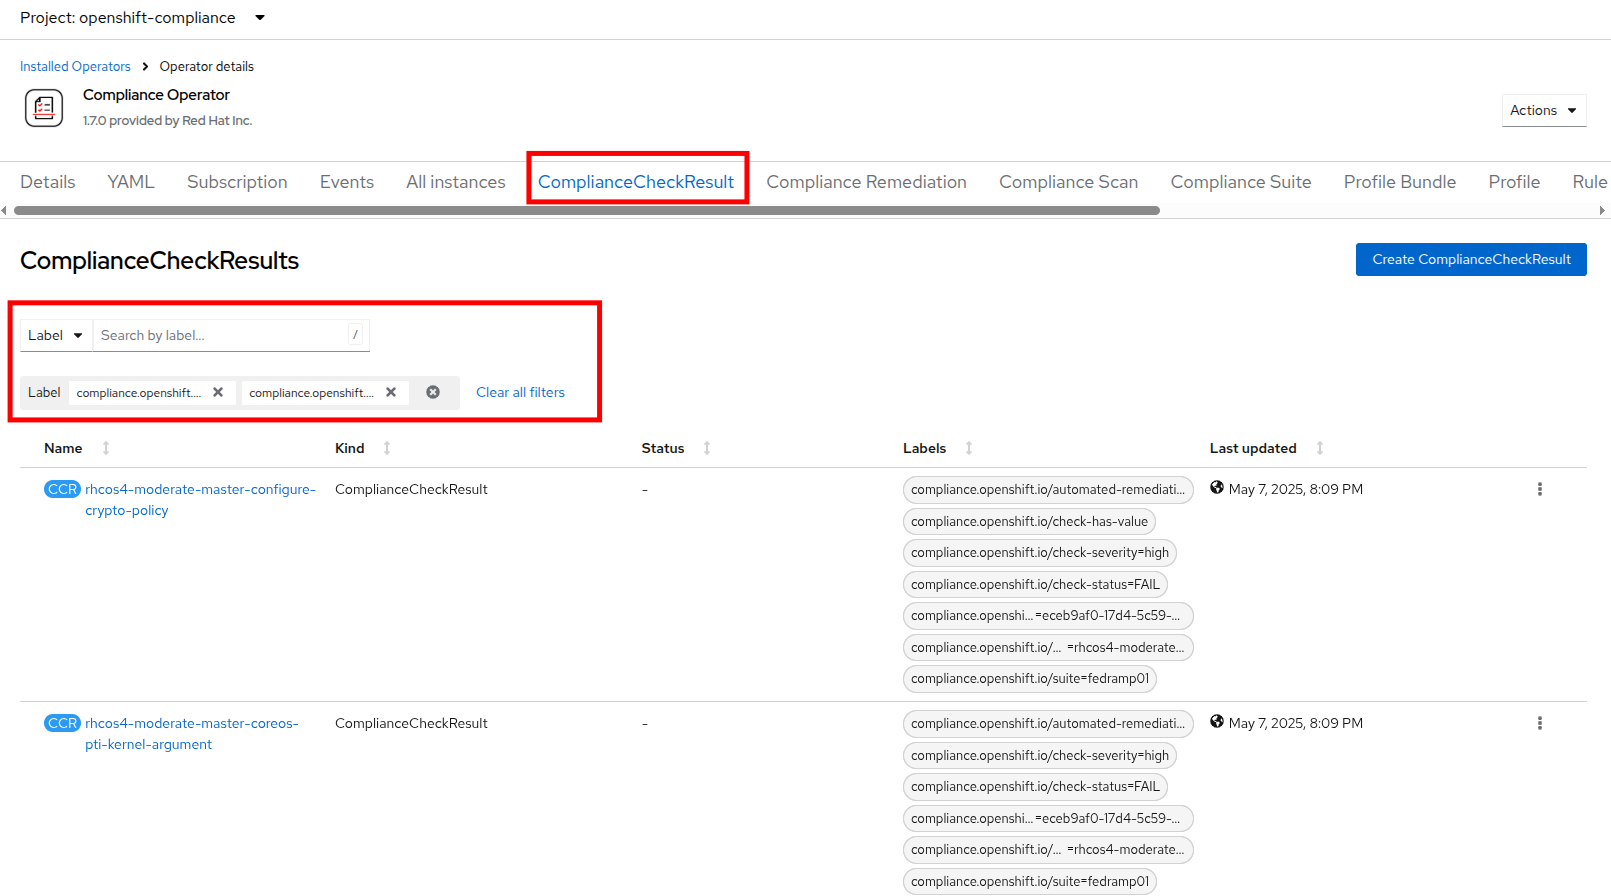 Project: openshift-compliance
Installed Operators Operator details
Compliance Operator
1.7.0 provided by Red Hat Inc.
Actions
Details YAML Subscription Events All instances ComplianceCheckResult Compliance Remediation Compliance Scan Compliance Suite Profile Bundle Profile Rule
ComplianceCheckResults
Create ComplianceCheckResult
Label Search by label... /
Label compliance.openshift.... compliance.openshift.... Clear all filters
Name Kind Status Labels Last updated
CCR rhcos4-moderate-master-configure-crypto-policy ComplianceCheckResult - compliance.openshift.io/automated-remediati... May 7, 2025, 8:09 PM
compliance.openshift.io/check-has-value
compliance.openshift.io/check-severity=high
compliance.openshift.io/check-status=FAIL
compliance.openshi...=eceb9af0-17d4-5c59-...
compliance.openshift.io/... =rhcos4-moderate...
compliance.openshift.io/suite=fedramp01
CCR rhcos4-moderate-master-coreos-pti-kernel-argument ComplianceCheckResult - compliance.openshift.io/automated-remediati... May 7, 2025, 8:09 PM
compliance.openshift.io/check-severity=high
compliance.openshift.io/check-status=FAIL
compliance.openshi...=eceb9af0-17d4-5c59-...
compliance.openshift.io/... =rhcos4-moderate...
compliance.openshift.io/suite=fedramp01